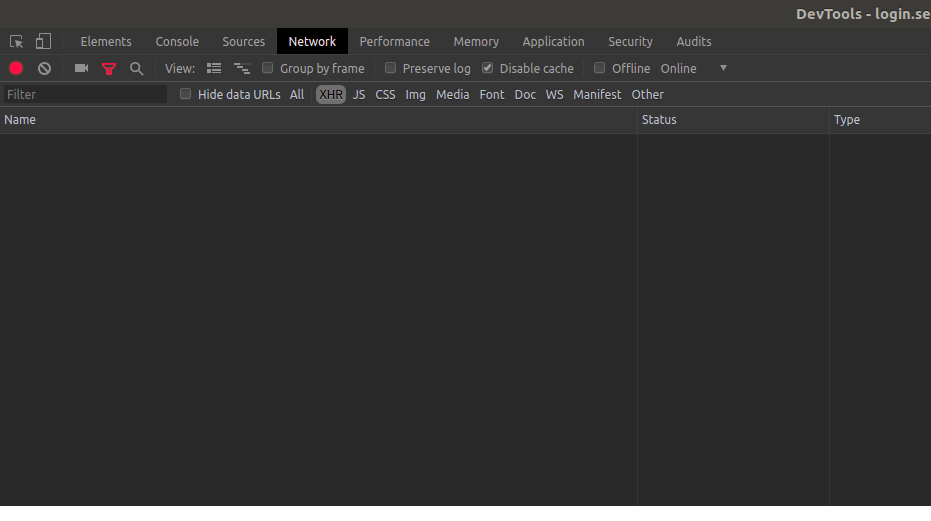 DevTools - login.se
Elements Console Sources Network Performance Memory Application Security Audits
View: Group by frame Preserve log Disable cache Offline Online
Filter Hide data URLs All XHR JS CSS Img Media Font Doc WS Manifest Other
Name Status Type